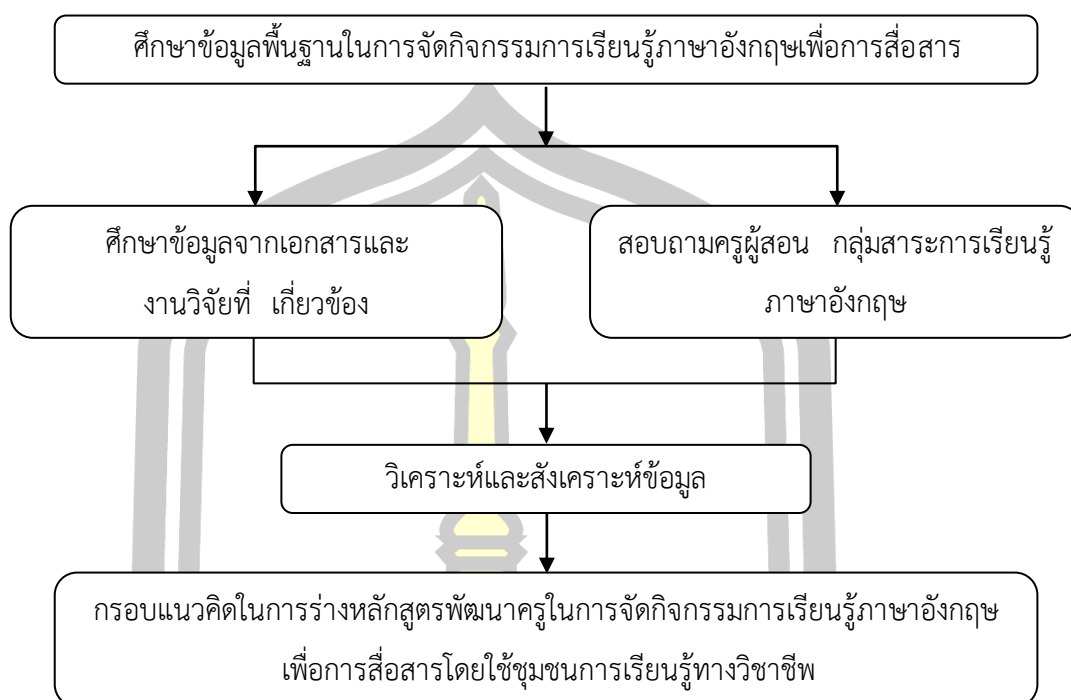 ศึกษาข้อมูลพื้นฐานในการจัดกิจกรรมการเรียนรู้ภาษาอังกฤษเพื่อการสื่อสาร
ศึกษาข้อมูลจากเอกสารและ
งานวิจัยที่ เกี่ยวข้อง
สอบถามครูผู้สอน กลุ่มสาระการเรียนรู้
ภาษาอังกฤษ
วิเคราะห์และสังเคราะห์ข้อมูล
กรอบแนวคิดในการร่างหลักสูตรพัฒนาครูในการจัดกิจกรรมการเรียนรู้ภาษาอังกฤษ
เพื่อการสื่อสารโดยใช้ชุมชนการเรียนรู้ทางวิชาชีพ